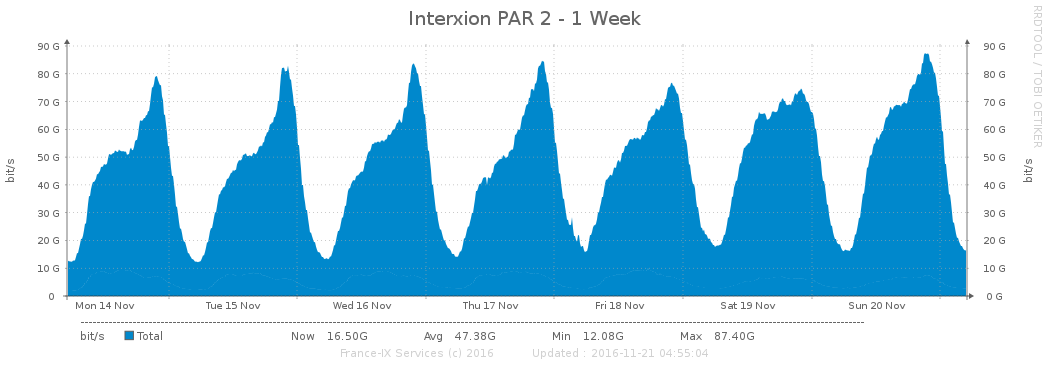 Interxion PAR 2 - 1 Week
RRDTOOL / TOBI OETIKER
90 G 90 G
80 G 80 G
70 G 70 G
60 G 60 G
50 G 50 G
40 G 40 G
30 G 30 G
20 G 20 G
10 G 10 G
0 0 G
bit/s
bit/s
Mon 14 Nov Tue 15 Nov Wed 16 Nov Thu 17 Nov Fri 18 Nov Sat 19 Nov Sun 20 Nov
bit/s Total Now 16.50G Avg 47.38G Min 12.08G Max 87.40G
France-IX Services (c) 2016 Updated : 2016-11-21 04:55:04